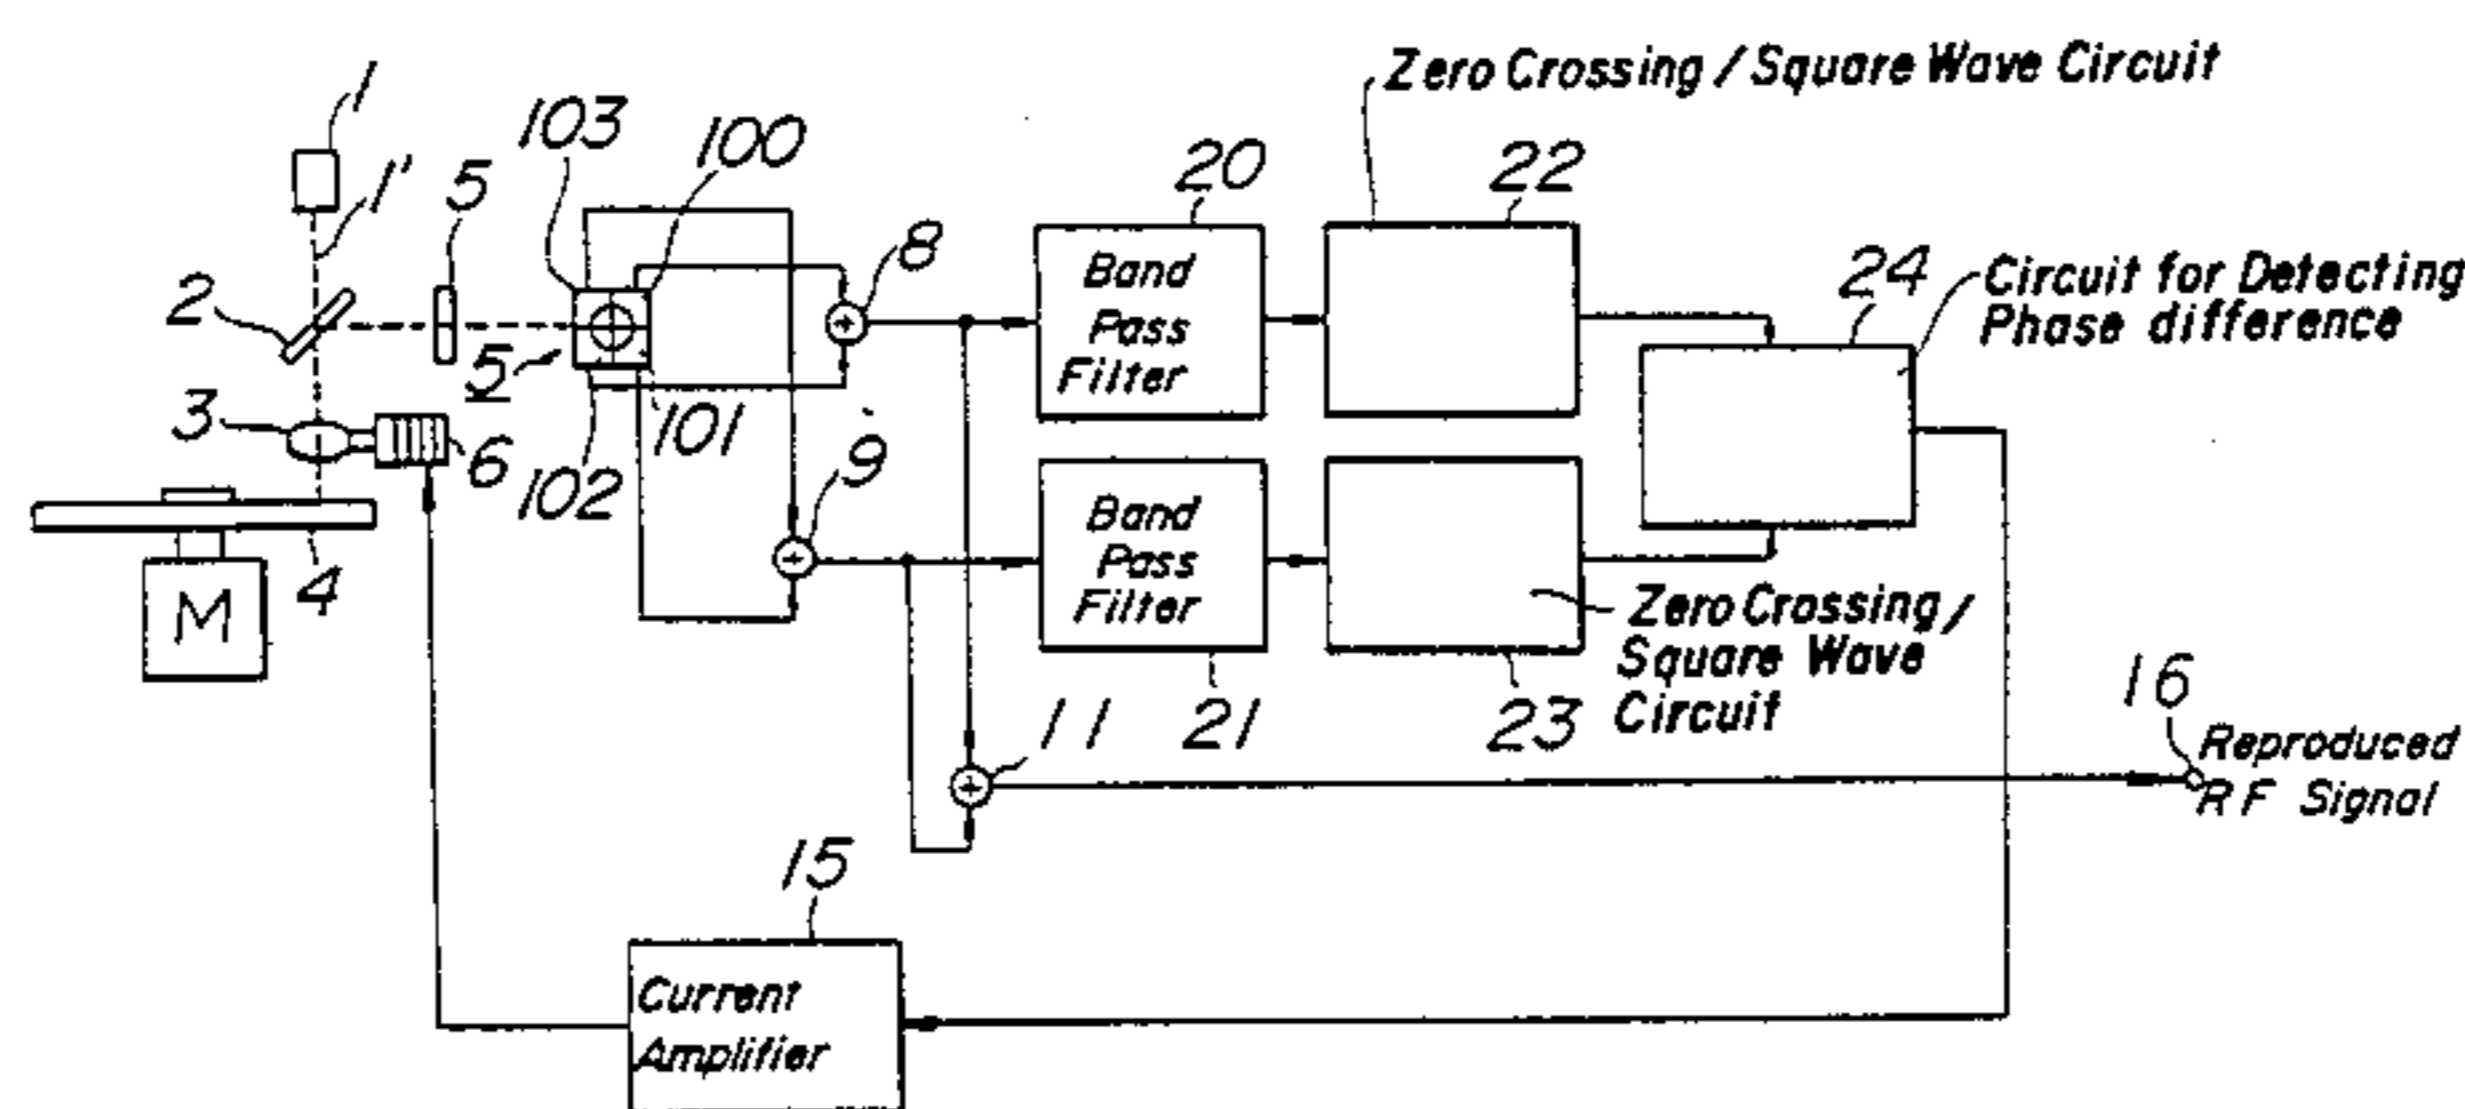 Zero Crossing / Square Wave Circuit
1
103
100
1'
5
20
22
8
24
Circuit for Detecting
Phase difference
2
Band
Pass
Filter
5
3
6
101
102
9
Band
Pass
Filter
4
M
Zero Crossing /
Square Wave
Circuit
16
11
21
23
Reproduced
RF Signal
15
Current
Amplifier